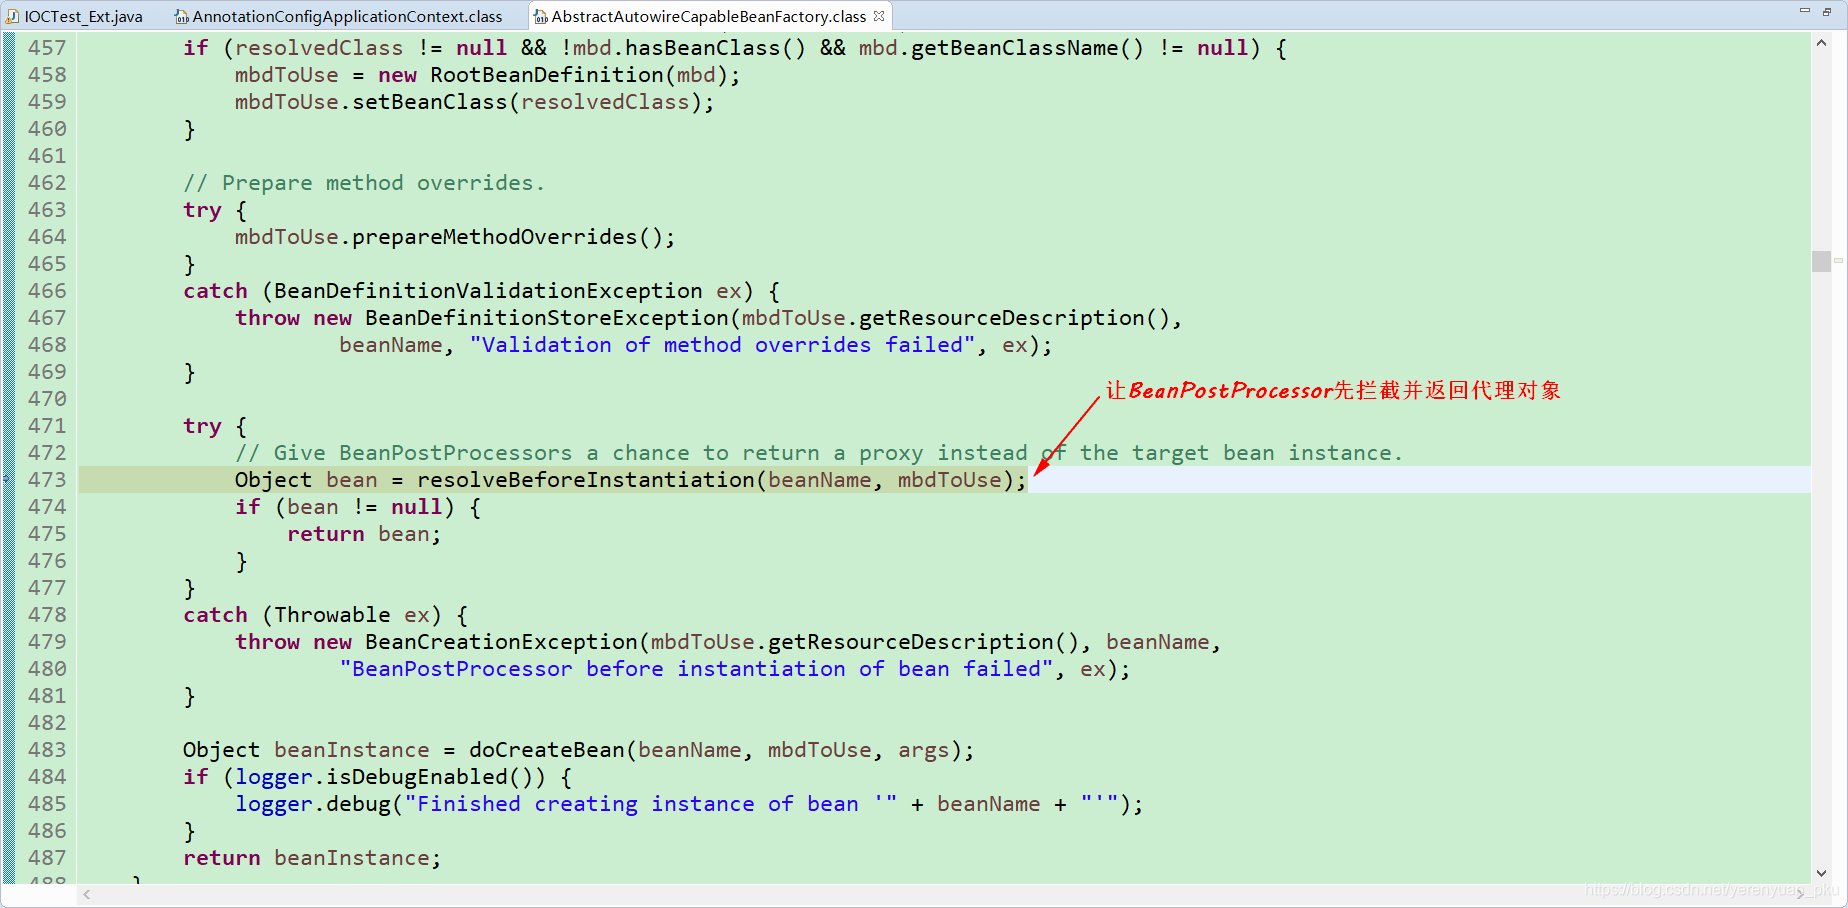 IOCTest_Ext.java AnnotationConfigApplicationContext.class AbstractAutowireCapableBeanFactory.class
457 if (resolvedClass != null && !mbd.hasBeanClass() && mbd.getBeanClassName() != null) {
458 mbdToUse = new RootBeanDefinition(mbd);
459 mbdToUse.setBeanClass(resolvedClass);
460 }
461
462 // Prepare method overrides.
463 try {
464 mbdToUse.prepareMethodOverrides();
465 }
466 catch (BeanDefinitionValidationException ex) {
467 throw new BeanDefinitionStoreException(mbdToUse.getResourceDescription(),
468 beanName, "Validation of method overrides failed", ex);
469 }
470
让BeanPostProcessor先拦截并返回代理对象
471 try {
472 // Give BeanPostProcessors a chance to return a proxy instead of the target bean instance.
473 Object bean = resolveBeforeInstantiation(beanName, mbdToUse);
474 if (bean != null) {
475 return bean;
476 }
477 }
478 catch (Throwable ex) {
479 throw new BeanCreationException(mbdToUse.getResourceDescription(), beanName,
480 "BeanPostProcessor before instantiation of bean failed", ex);
481 }
482
483 Object beanInstance = doCreateBean(beanName, mbdToUse, args);
484 if (logger.isDebugEnabled()) {
485 logger.debug("Finished creating instance of bean '" + beanName + "'");
486 }
487 return beanInstance;
488 }
https://blog.csdn.net/yerenyuan_pku